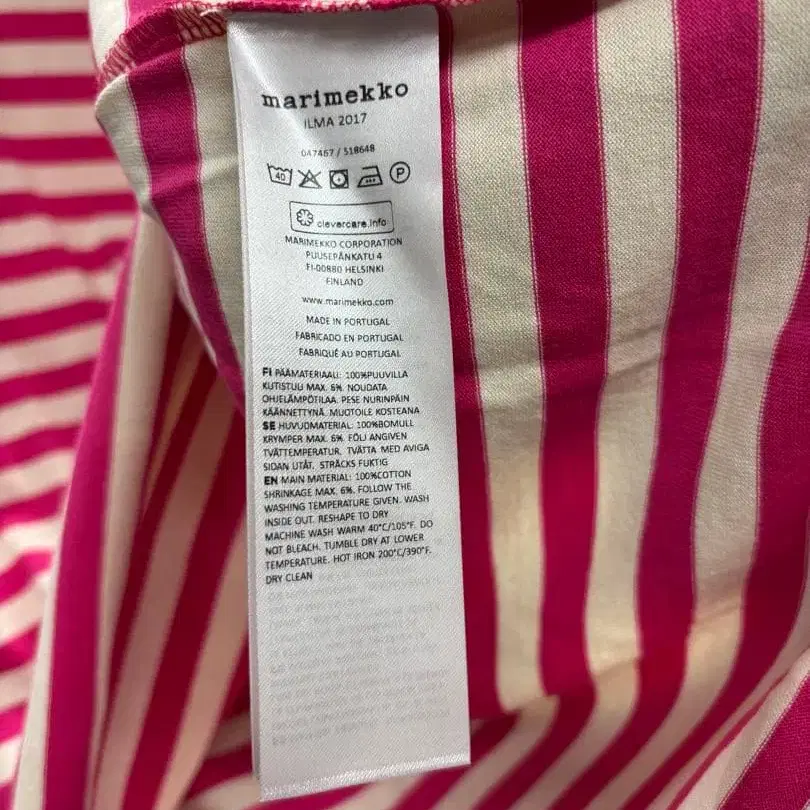 marimekko
ILMA 2017
047467 / 518648
40
P
clevercare.info
MARIMEKKO CORPORATION
PUUSEPÄNKATU 4
FI-00880 HELSINKI
FINLAND
www.marimekko.com
MADE IN PORTUGAL
FABRICADO EN PORTUGAL
FABRIQUÉ AU PORTUGAL
FI PÄÄMATERIAALI: 100%PUUVILLA
KUTISTUU MAX. 6%. NOUDATA
OHJELÄMPÖTILAA. PESE NURINPÄIN
KÄÄNNETTYNÄ. MUOTOILE KOSTEANA
SE HUVUDMATERIAL: 100%BOMULL
KRYMPER MAX. 6%. FÖLJ ANGIVEN
TVÄTTEMPERATUR. TVÄTTA MED AVIGA
SIDAN UTÅT. STRÄCKS FUKTIG
EN MAIN MATERIAL: 100%COTTON
SHRINKAGE MAX. 6%. FOLLOW THE
WASHING TEMPERATURE GIVEN. WASH
INSIDE OUT. RESHAPE TO DRY
MACHINE WASH WARM 40°C/105°F. DO
NOT BLEACH. TUMBLE DRY AT LOWER
TEMPERATURE. HOT IRON 200°C/390°F.
DRY CLEAN